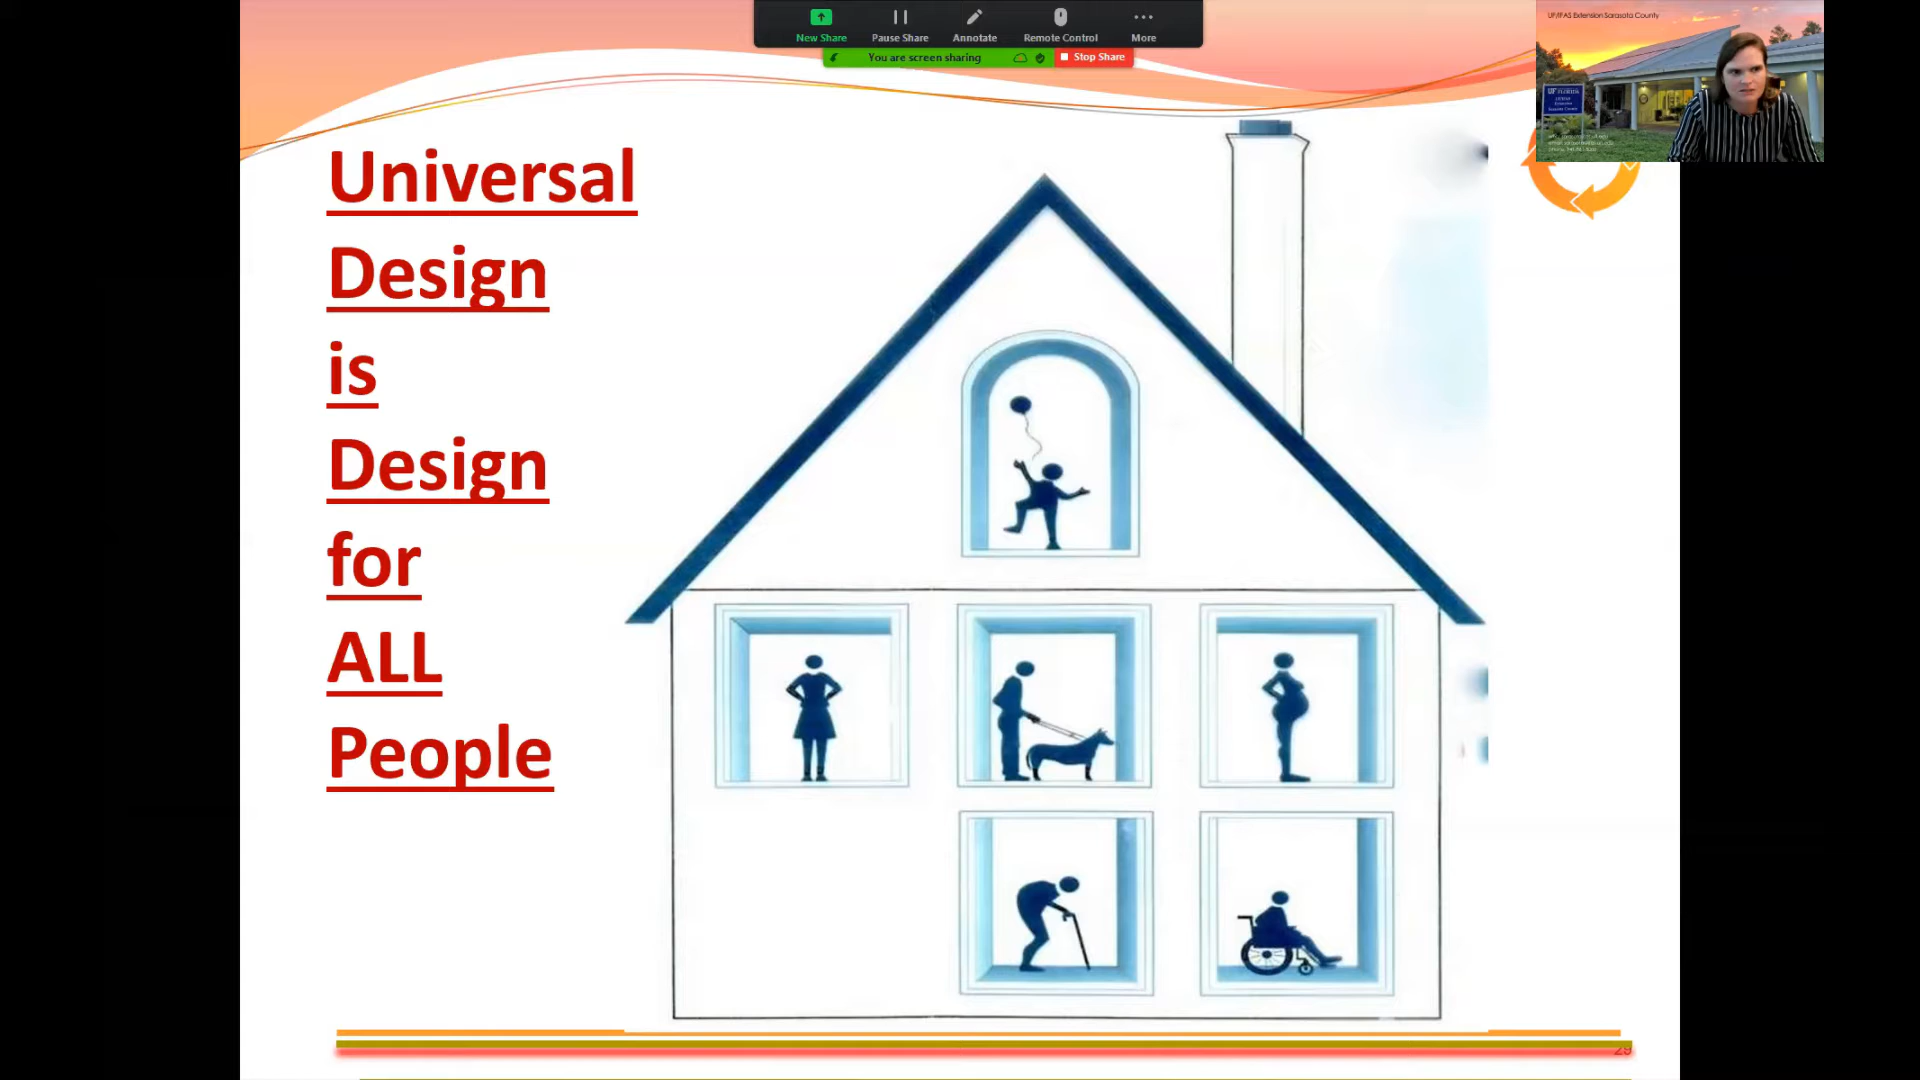 New Share
Pause Share
Annotate
Remote Control
More
You are screen sharing
Stop Share
UF/IFAS Extension Sarasota County
Universal
Design
is
Design
for
ALL
People
29